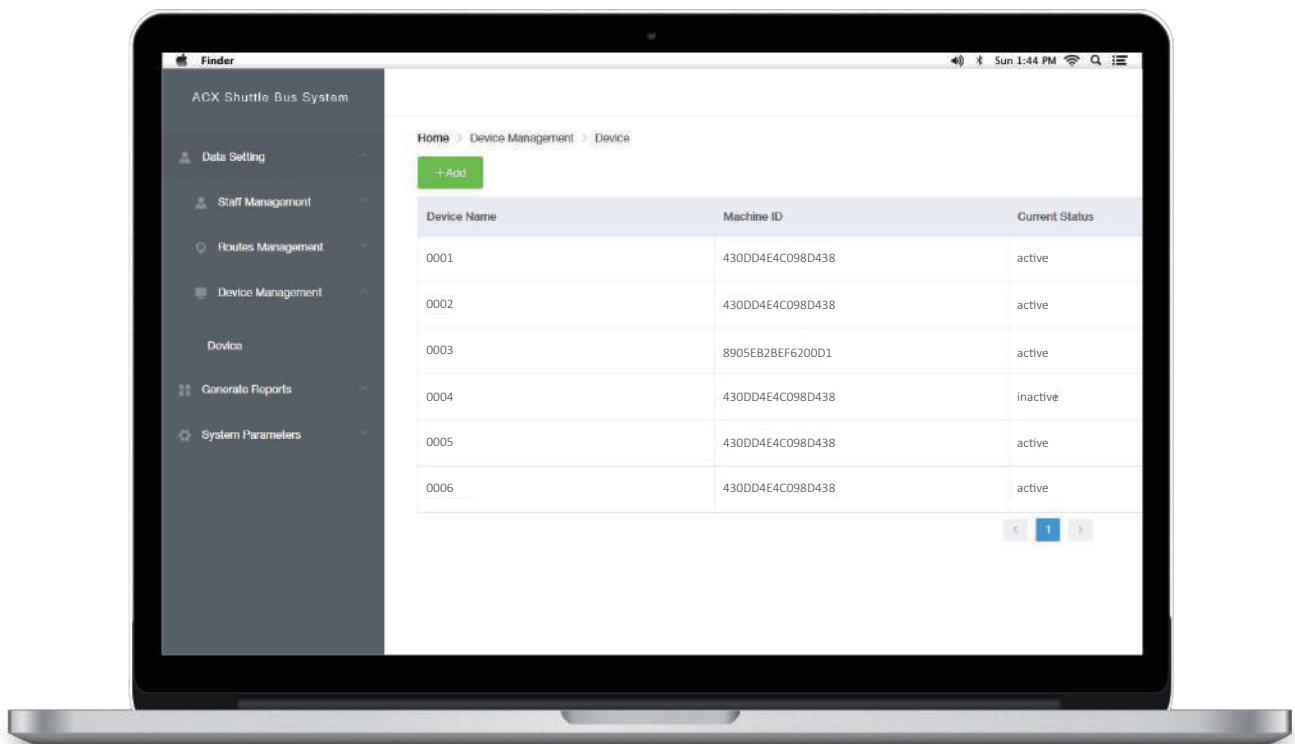 Finder
Sun 1:44 PM
ACX Shuttle Bus System
Home > Device Management > Device
Data Setting
+Add
Staff Management
Device Name Machine ID Current Status
Routes Management
0001 430DD4E4C098D438 active
Device Management
0002 430DD4E4C098D438 active
Device
0003 8905EB2BEF6200D1 active
Generate Reports
0004 430DD4E4C098D438 inactive
System Parameters
0005 430DD4E4C098D438 active
0006 430DD4E4C098D438 active
< 1 >